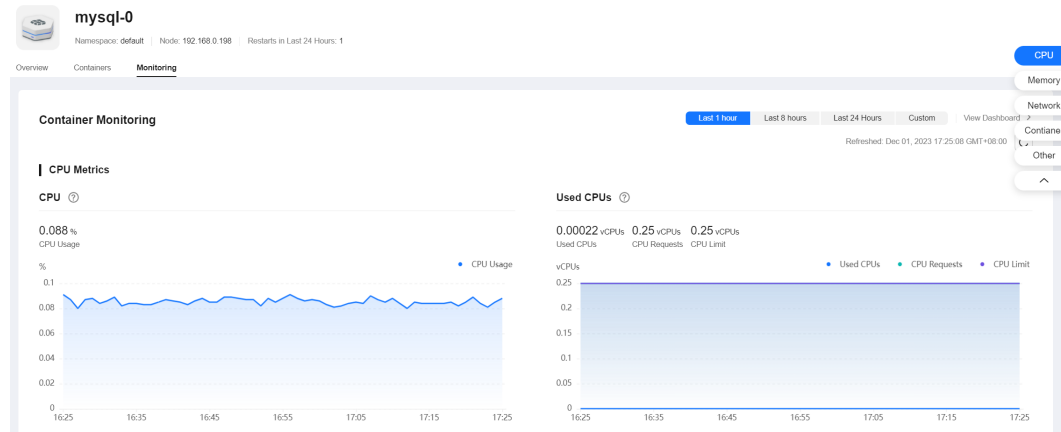 mysql-0
Namespace: default Node: 192.168.0.198 Restarts in Last 24 Hours: 1
Overview Containers Monitoring
CPU
Memory
Network
Contiane
Other
Container Monitoring
Last 1 hour Last 8 hours Last 24 Hours Custom View Dashboard >
Refreshed: Dec 01, 2023 17:25:08 GMT+08:00
CPU Metrics
CPU ?
0.088 %
CPU Usage
%
CPU Usage
0.1
0.08
0.06
0.04
0.02
0
16:25 16:35 16:45 16:55 17:05 17:15 17:25
Used CPUs ?
0.00022 vCPUs 0.25 vCPUs 0.25 vCPUs
Used CPUs CPU Requests CPU Limit
vCPUs
Used CPUs CPU Requests CPU Limit
0.25
0.2
0.15
0.1
0.05
0
16:25 16:35 16:45 16:55 17:05 17:15 17:25